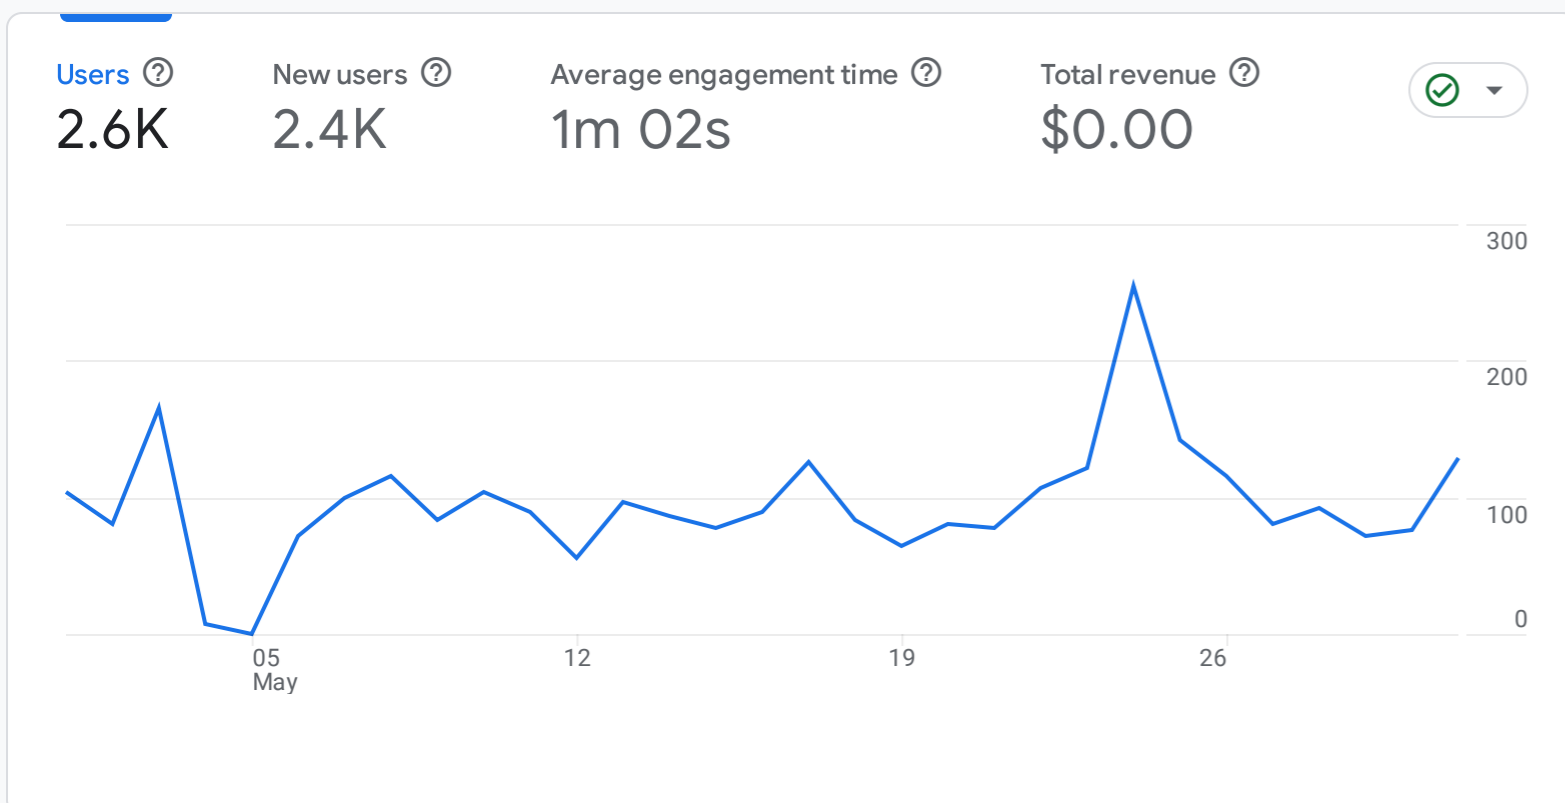 Users New users Average engagement time Total revenue
2.6K 2.4K 1m 02s $0.00
300
200
100
0
05 12 19 26
May